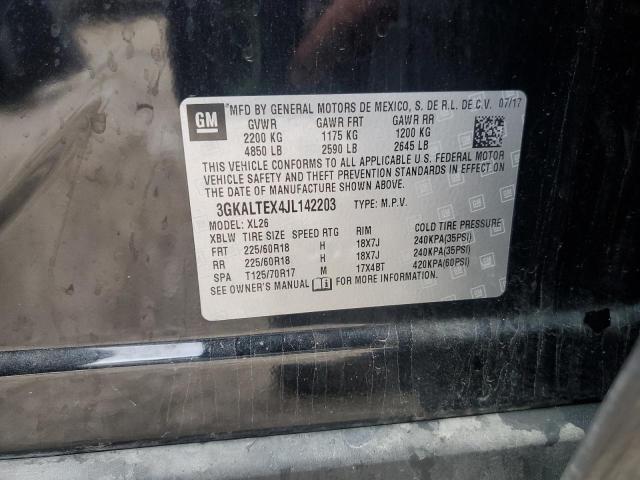 GM
MFD BY GENERAL MOTORS DE MEXICO, S. DE R.L. DE C.V. 07/17
GVWR GAWR FRT GAWR RR
2200 KG 1175 KG 1200 KG
4850 LB 2590 LB 2645 LB
THIS VEHICLE CONFORMS TO ALL APPLICABLE U.S. FEDERAL MOTOR
VEHICLE SAFETY AND THEFT PREVENTION STANDARDS IN EFFECT
ON THE DATE OF MANUFACTURE SHOWN ABOVE.
3GKALTEX4JL142203 TYPE: M.P.V.
MODEL: XL26
XBLW TIRE SIZE SPEED RTG RIM COLD TIRE PRESSURE
FRT 225/60R18 H 18X7J 240KPA(35PSI)
RR 225/60R18 H 18X7J 240KPA(35PSI)
SPA T125/70R17 M 17X4BT 420KPA(60PSI)
SEE OWNER'S MANUAL FOR MORE INFORMATION.